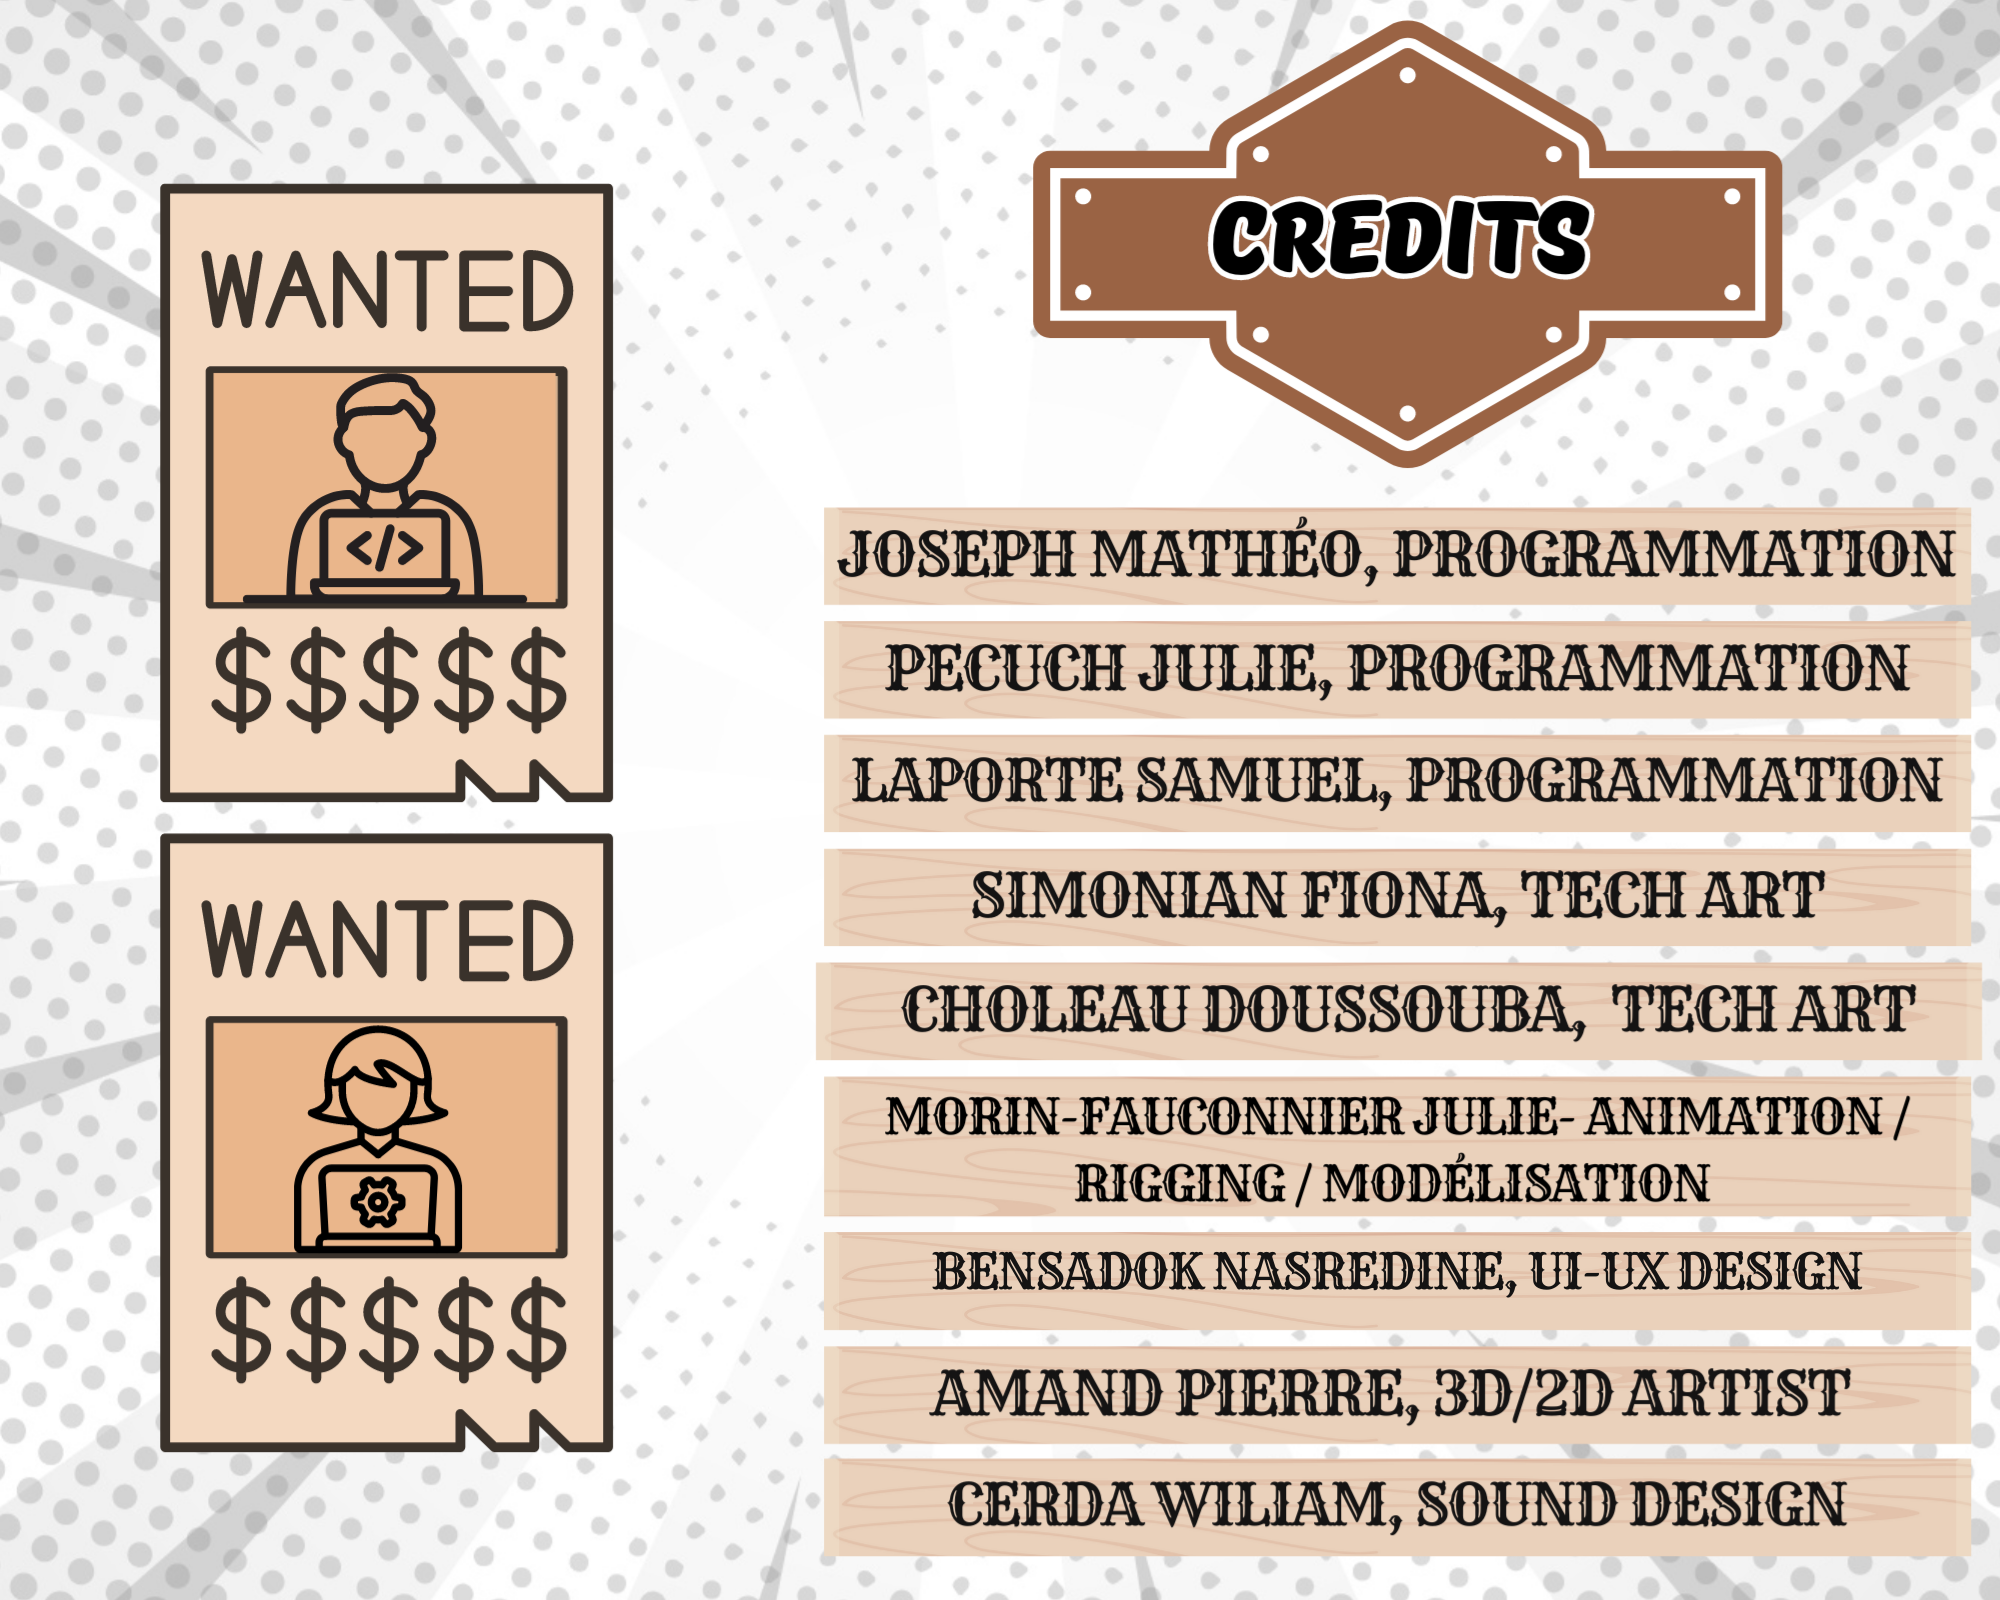 WANTED
$$$$$
WANTED
$$$$$
CREDITS
JOSEPH MATHÉO, PROGRAMMATION
PECUCH JULIE, PROGRAMMATION
LAPORTE SAMUEL, PROGRAMMATION
SIMONIAN FIONA, TECH ART
CHOLEAU DOUSSOUBA, TECH ART
MORIN-FAUCONNIER JULIE- ANIMATION /
RIGGING / MODÉLISATION
BENSADOK NASREDINE, UI-UX DESIGN
AMAND PIERRE, 3D/2D ARTIST
CERDA WILIAM, SOUND DESIGN